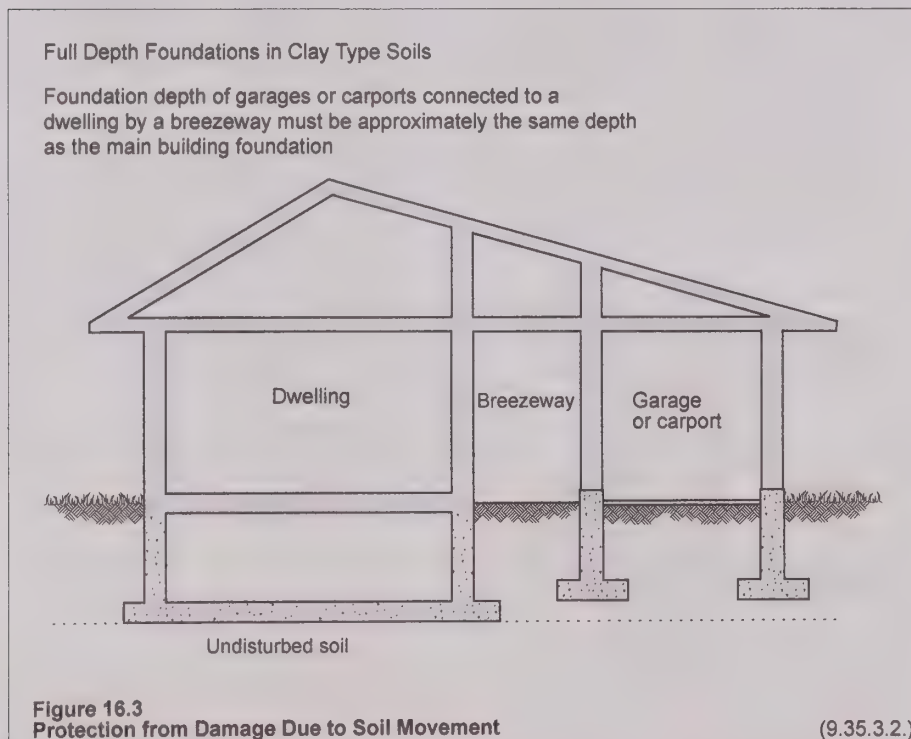 Full Depth Foundations in Clay Type Soils
Foundation depth of garages or carports connected to a
dwelling by a breezeway must be approximately the same depth
as the main building foundation
Dwelling
Breezeway
Garage
or carport
Undisturbed soil
Figure 16.3
Protection from Damage Due to Soil Movement (9.35.3.2.)